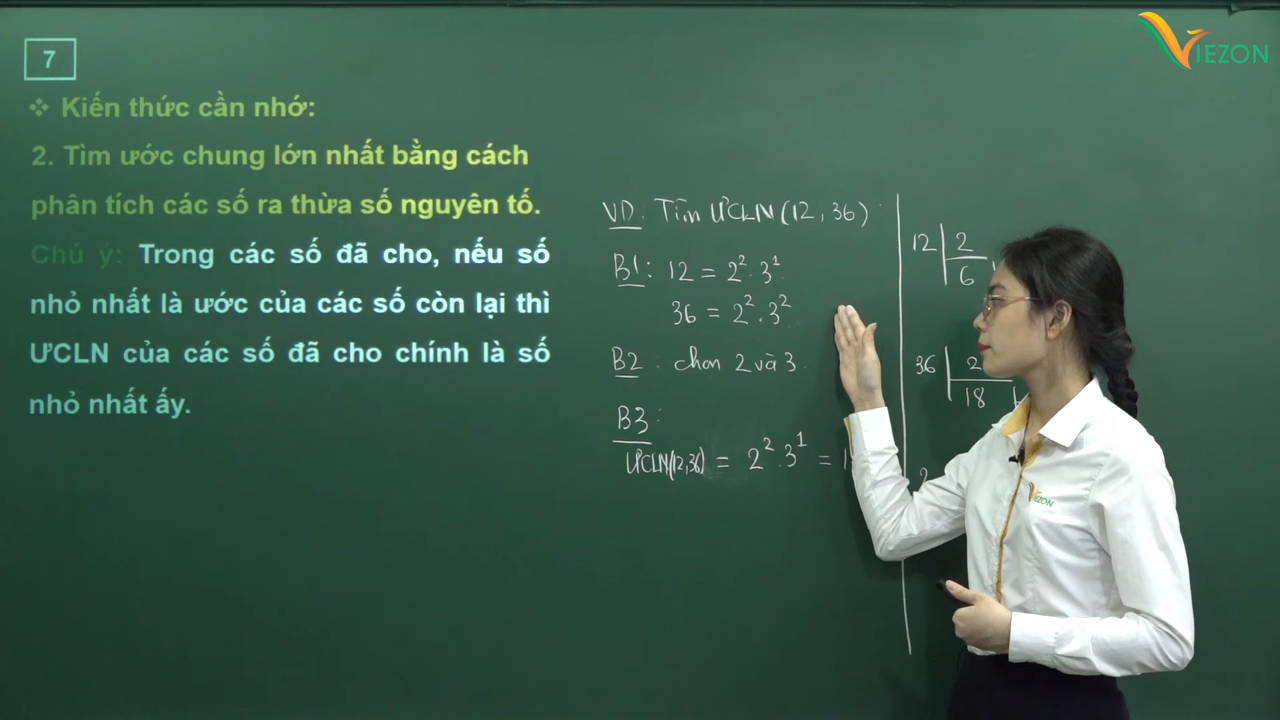 7
VIEZON
❖ Kiến thức cần nhớ:
2. Tìm ước chung lớn nhất bằng cách
phân tích các số ra thừa số nguyên tố.
Chú ý: Trong các số đã cho, nếu số
nhỏ nhất là ước của các số còn lại thì
ƯCLN của các số đã cho chính là số
nhỏ nhất ấy.
VD: Tìm ƯCLN(12, 36)
B1: 12 = 2². 3¹
36 = 2² . 3²
B2: chọn 2 và 3
B3:
ƯCLN(12,36) = 2² . 3¹ = 1
12 2
6
36 2
18
2
VIEZON